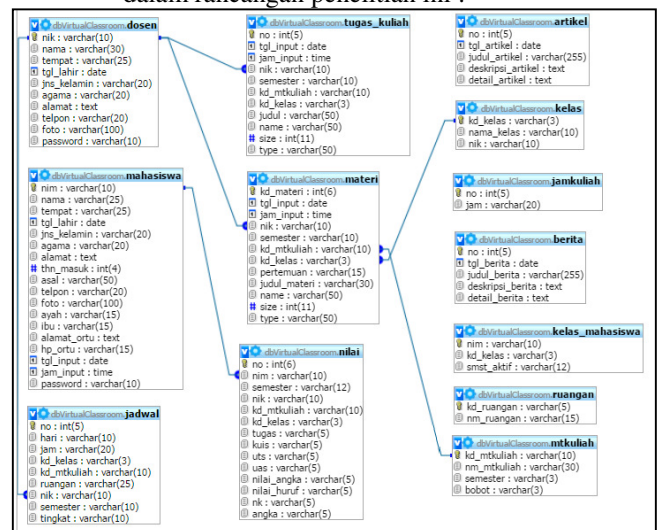 dalam rancangan penelitian ini :
dbVirtualClassroom.dosen
nik : varchar(10)
nama : varchar(30)
tempat : varchar(25)
tgl_lahir : date
jns_kelamin : varchar(20)
agama : varchar(20)
alamat : text
telpon : varchar(20)
foto : varchar(100)
password : varchar(10)
dbVirtualClassroom.mahasiswa
nim : varchar(10)
nama : varchar(25)
tempat : varchar(25)
tgl_lahir : date
jns_kelamin : varchar(20)
agama : varchar(20)
alamat : text
# thn_masuk : int(4)
asal : varchar(50)
telpon : varchar(20)
foto : varchar(100)
ayah : varchar(15)
ibu : varchar(15)
alamat_ortu : text
hp_ortu : varchar(15)
tgl_input : date
jam_input : time
password : varchar(10)
dbVirtualClassroom.jadwal
no : int(5)
hari : varchar(10)
jam : varchar(20)
kd_kelas : varchar(3)
kd_mtkuliah : varchar(10)
ruangan : varchar(25)
nik : varchar(10)
semester : varchar(10)
tingkat : varchar(10)
dbVirtualClassroom.tugas_kuliah
no : int(5)
tgl_input : date
jam_input : time
nik : varchar(10)
semester : varchar(10)
kd_mtkuliah : varchar(10)
kd_kelas : varchar(3)
judul : varchar(50)
name : varchar(50)
# size : int(11)
type : varchar(50)
dbVirtualClassroom.materi
kd_materi : int(6)
tgl_input : date
jam_input : time
nik : varchar(10)
semester : varchar(10)
kd_mtkuliah : varchar(10)
kd_kelas : varchar(3)
pertemuan : varchar(15)
judul_materi : varchar(30)
name : varchar(50)
# size : int(11)
type : varchar(50)
dbVirtualClassroom.nilai
no : int(6)
nim : varchar(10)
semester : varchar(12)
nik : varchar(10)
kd_mtkuliah : varchar(10)
kd_kelas : varchar(3)
tugas : varchar(5)
kuis : varchar(5)
uts : varchar(5)
uas : varchar(5)
nilai_angka : varchar(5)
nilai_huruf : varchar(5)
nk : varchar(5)
angka : varchar(5)
dbVirtualClassroom.artikel
no : int(5)
tgl_artikel : date
judul_artikel : varchar(255)
deskripsi_artikel : text
detail_artikel : text
dbVirtualClassroom.kelas
kd_kelas : varchar(3)
nama_kelas : varchar(10)
nik : varchar(10)
dbVirtualClassroom.jamkuliah
no : int(5)
jam : varchar(20)
dbVirtualClassroom.berita
no : int(5)
tgl_berita : date
judul_berita : varchar(255)
deskripsi_berita : text
detail_berita : text
dbVirtualClassroom.kelas_mahasiswa
nim : varchar(10)
kd_kelas : varchar(3)
smst_aktif : varchar(12)
dbVirtualClassroom.ruangan
kd_ruangan : varchar(5)
nm_ruangan : varchar(15)
dbVirtualClassroom.mtkuliah
kd_mtkuliah : varchar(10)
nm_mtkuliah : varchar(30)
semester : varchar(3)
bobot : varchar(3)